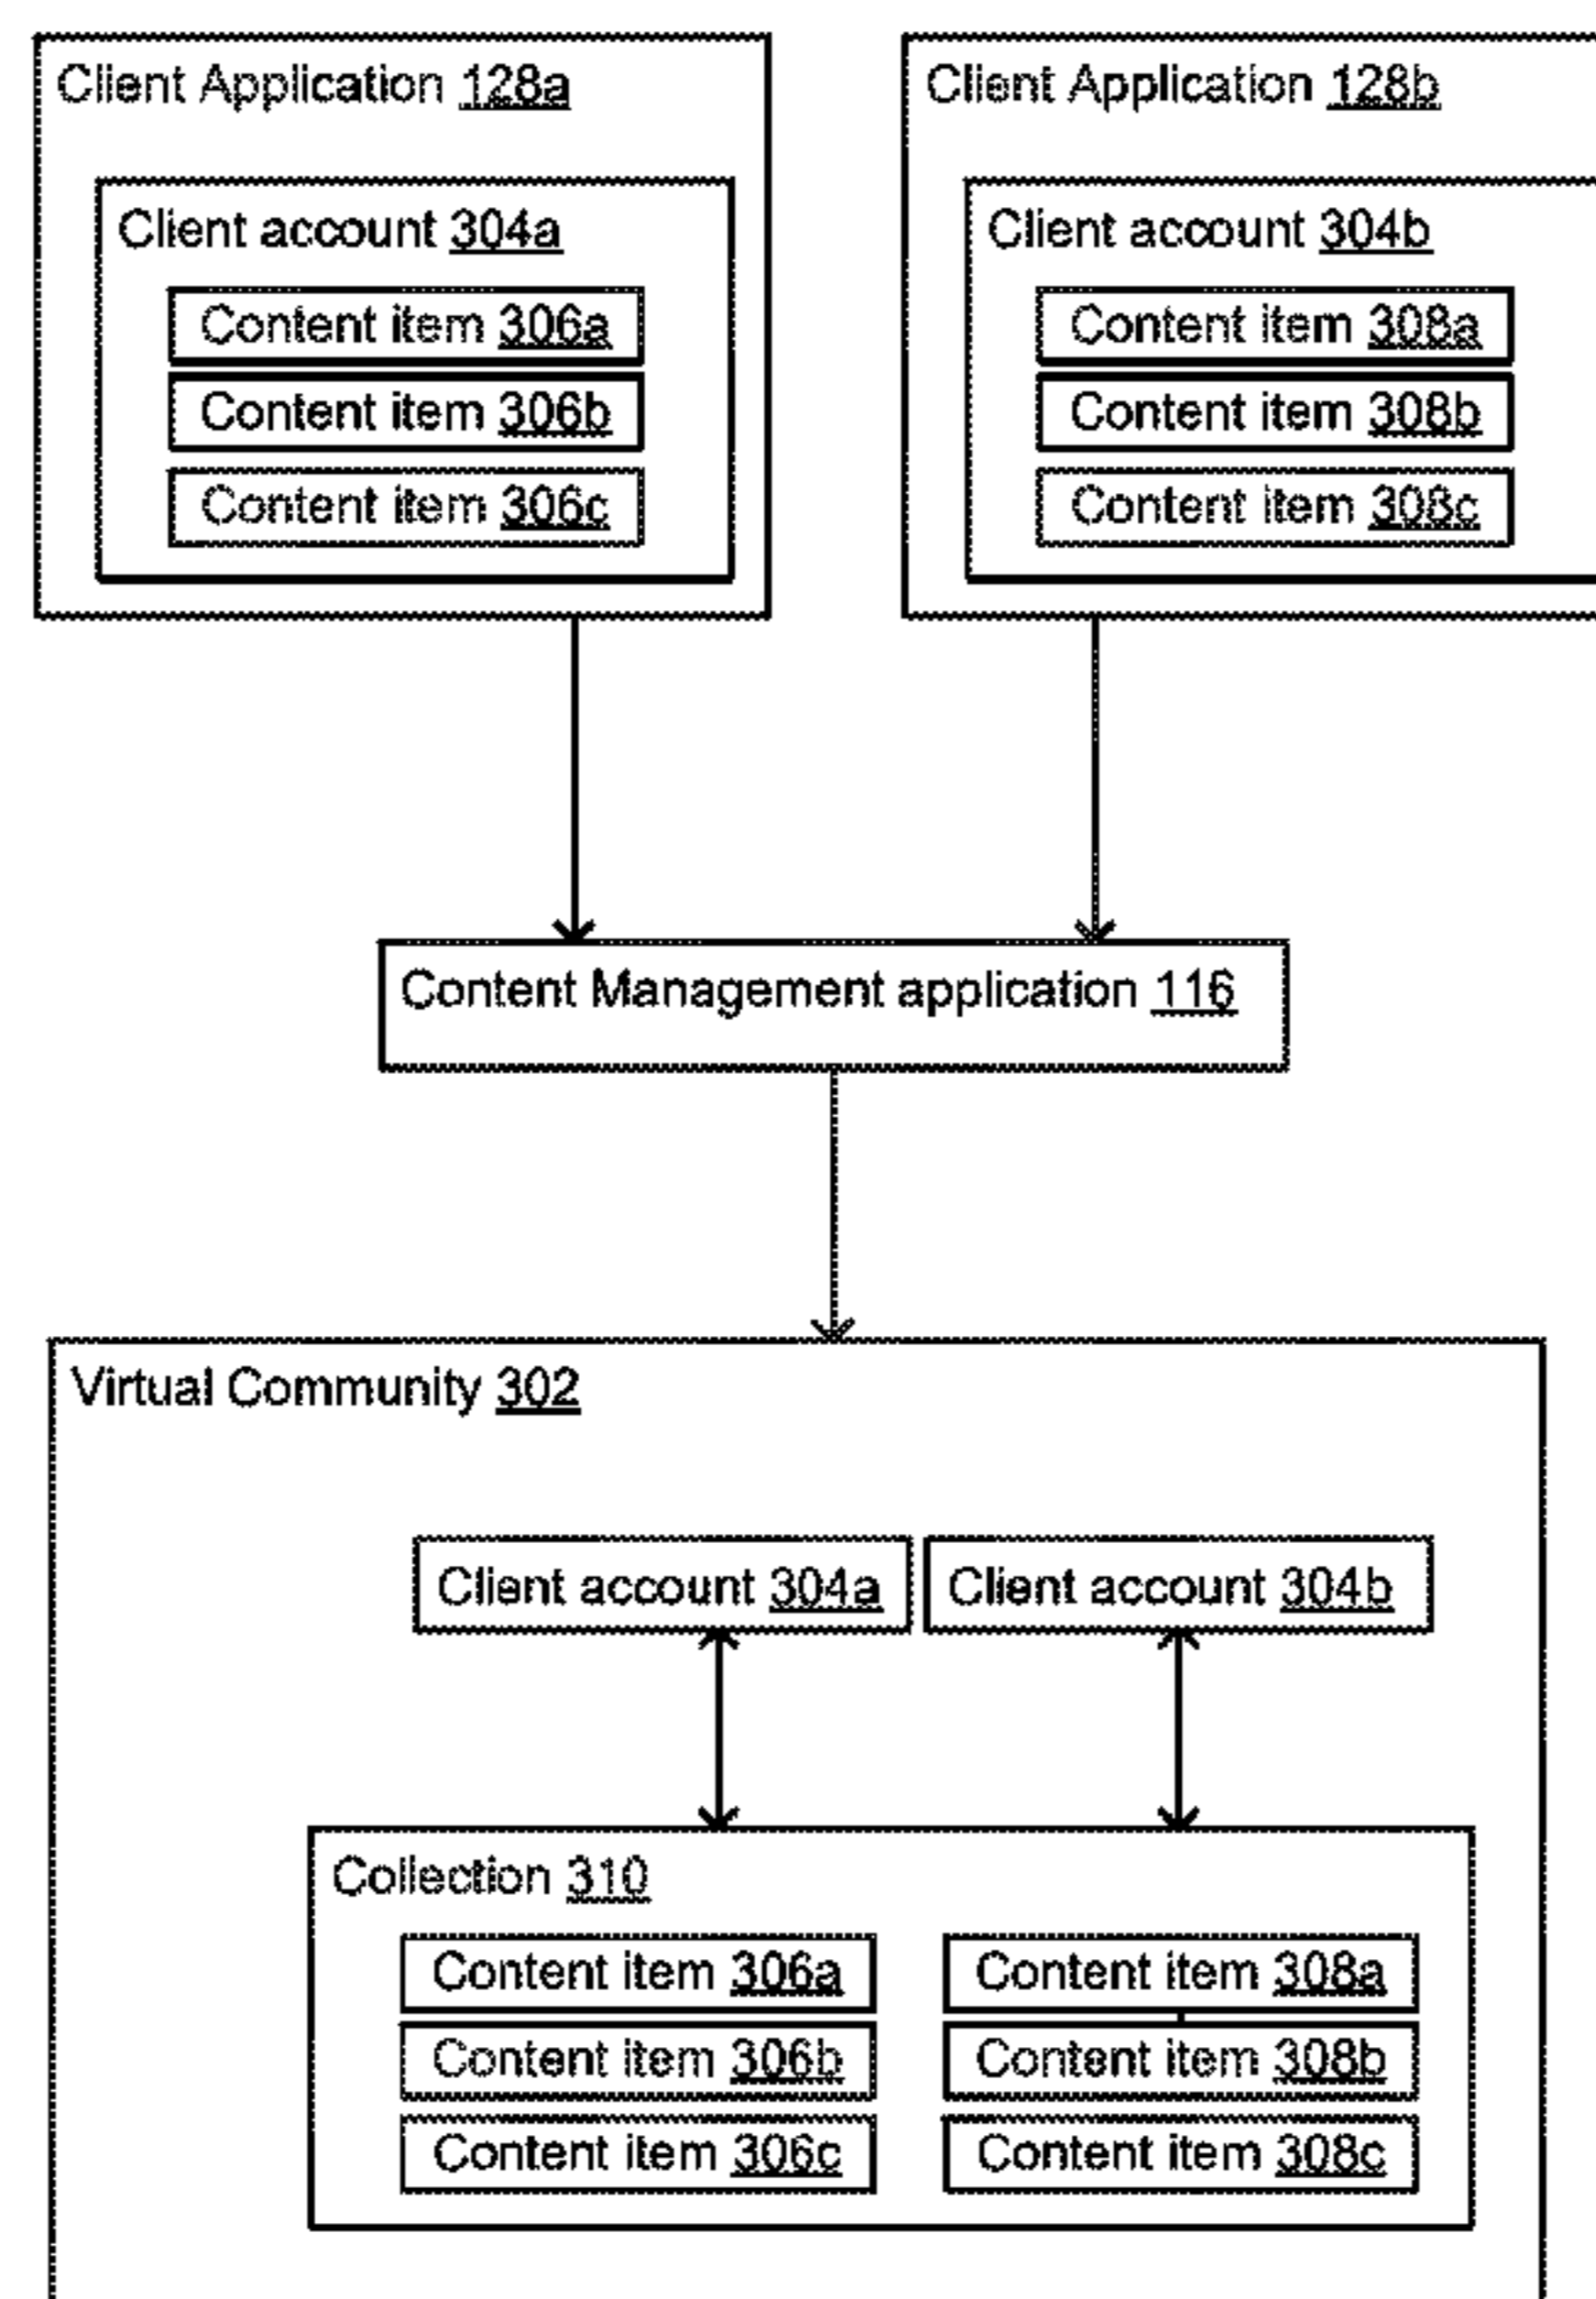 Client Application 128a
Client account 304a
Content item 306a
Content item 306b
Content item 306c
Client Application 128b
Client account 304b
Content item 308a
Content item 308b
Content item 308c
Content Management application 116
Virtual Community 302
Client account 304a
Client account 304b
Collection 310
Content item 306a
Content item 306b
Content item 306c
Content item 308a
Content item 308b
Content item 308c